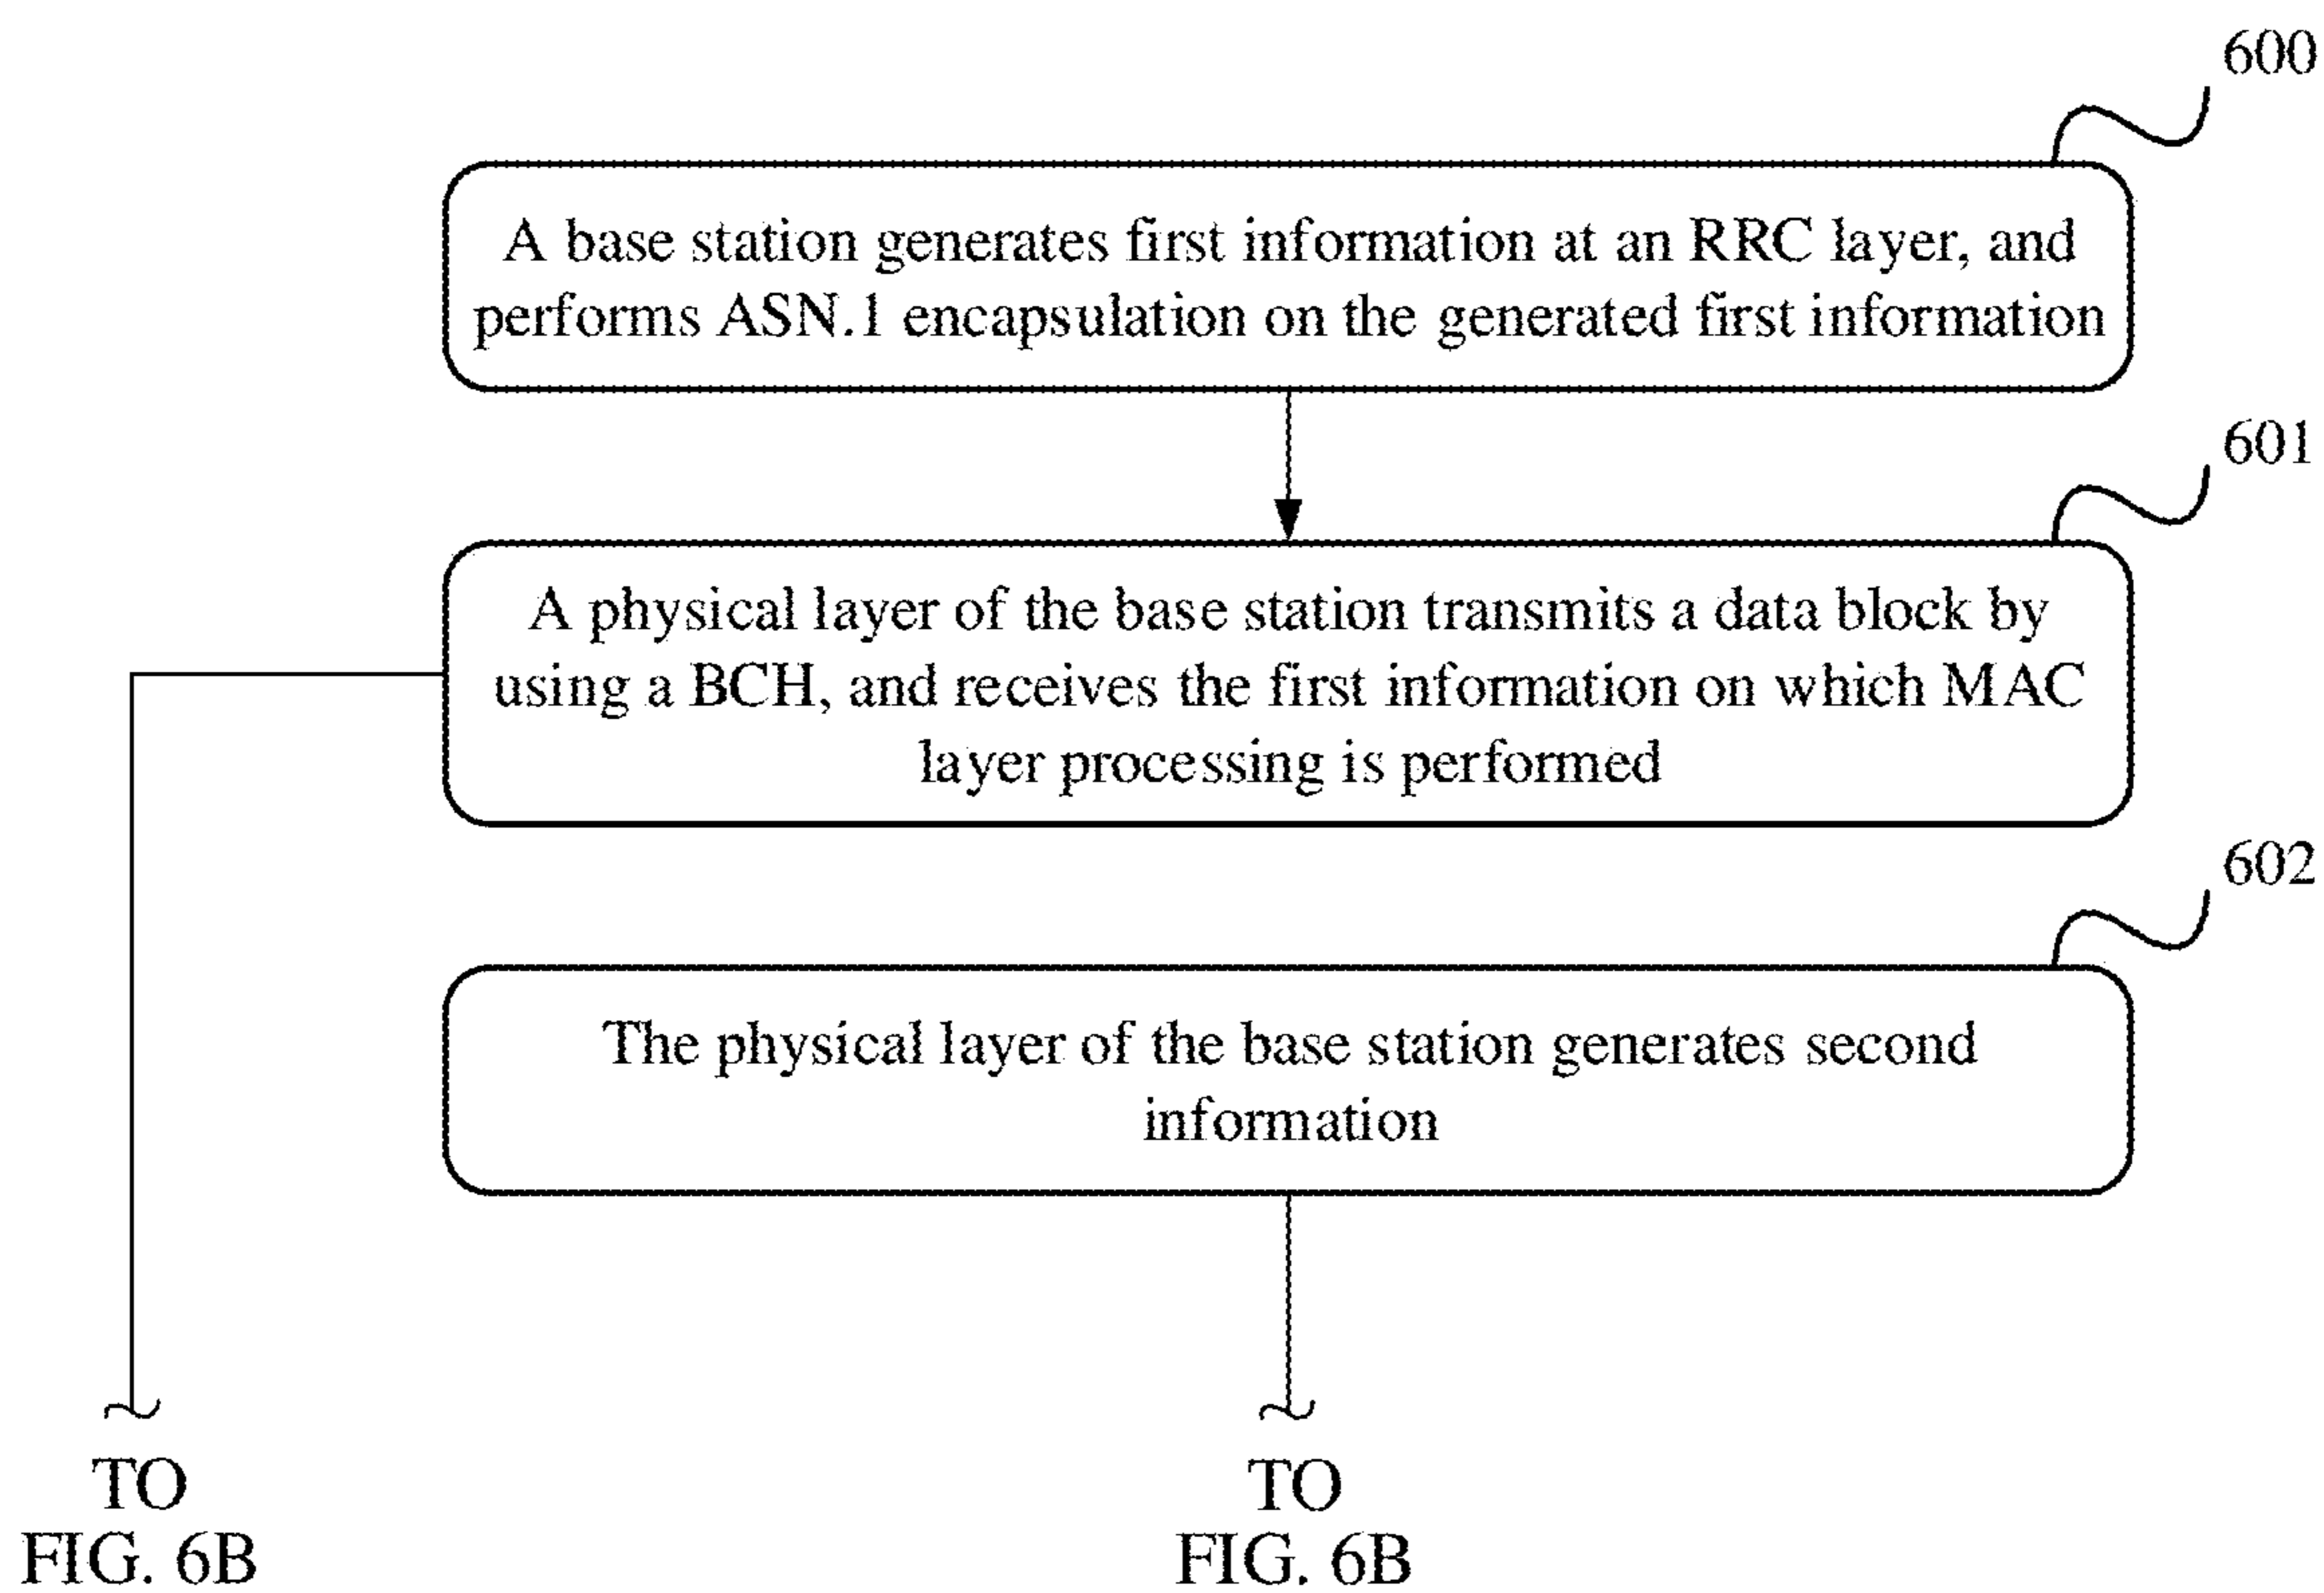 600
A base station generates first information at an RRC layer, and
performs ASN.1 encapsulation on the generated first information
601
A physical layer of the base station transmits a data block by
using a BCH, and receives the first information on which MAC
layer processing is performed
602
The physical layer of the base station generates second
information
TO
FIG. 6B
TO
FIG. 6B